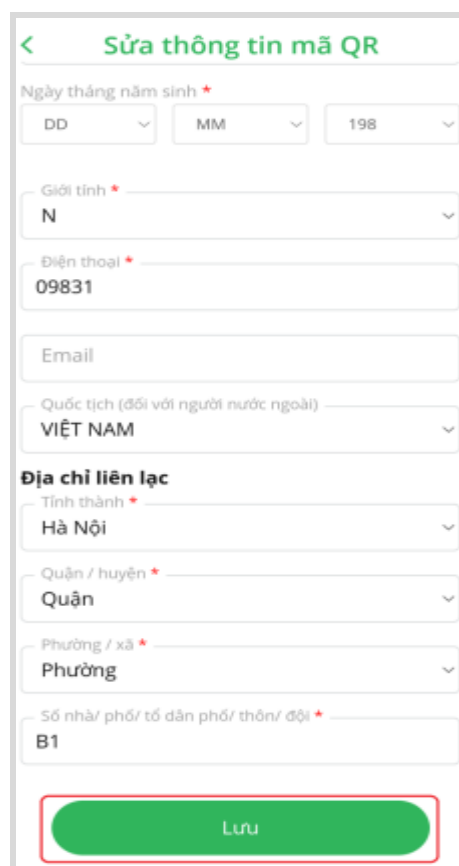 Sửa thông tin mã QR
Ngày tháng năm sinh *
DD MM 198
Giới tính *
N
Điện thoại *
09831
Email
Quốc tịch (đối với người nước ngoài)
VIỆT NAM
Địa chỉ liên lạc
Tỉnh thành *
Hà Nội
Quận / huyện *
Quận
Phường / xã *
Phường
Số nhà/ phố/ tổ dân phố/ thôn/ đội *
B1
Lưu